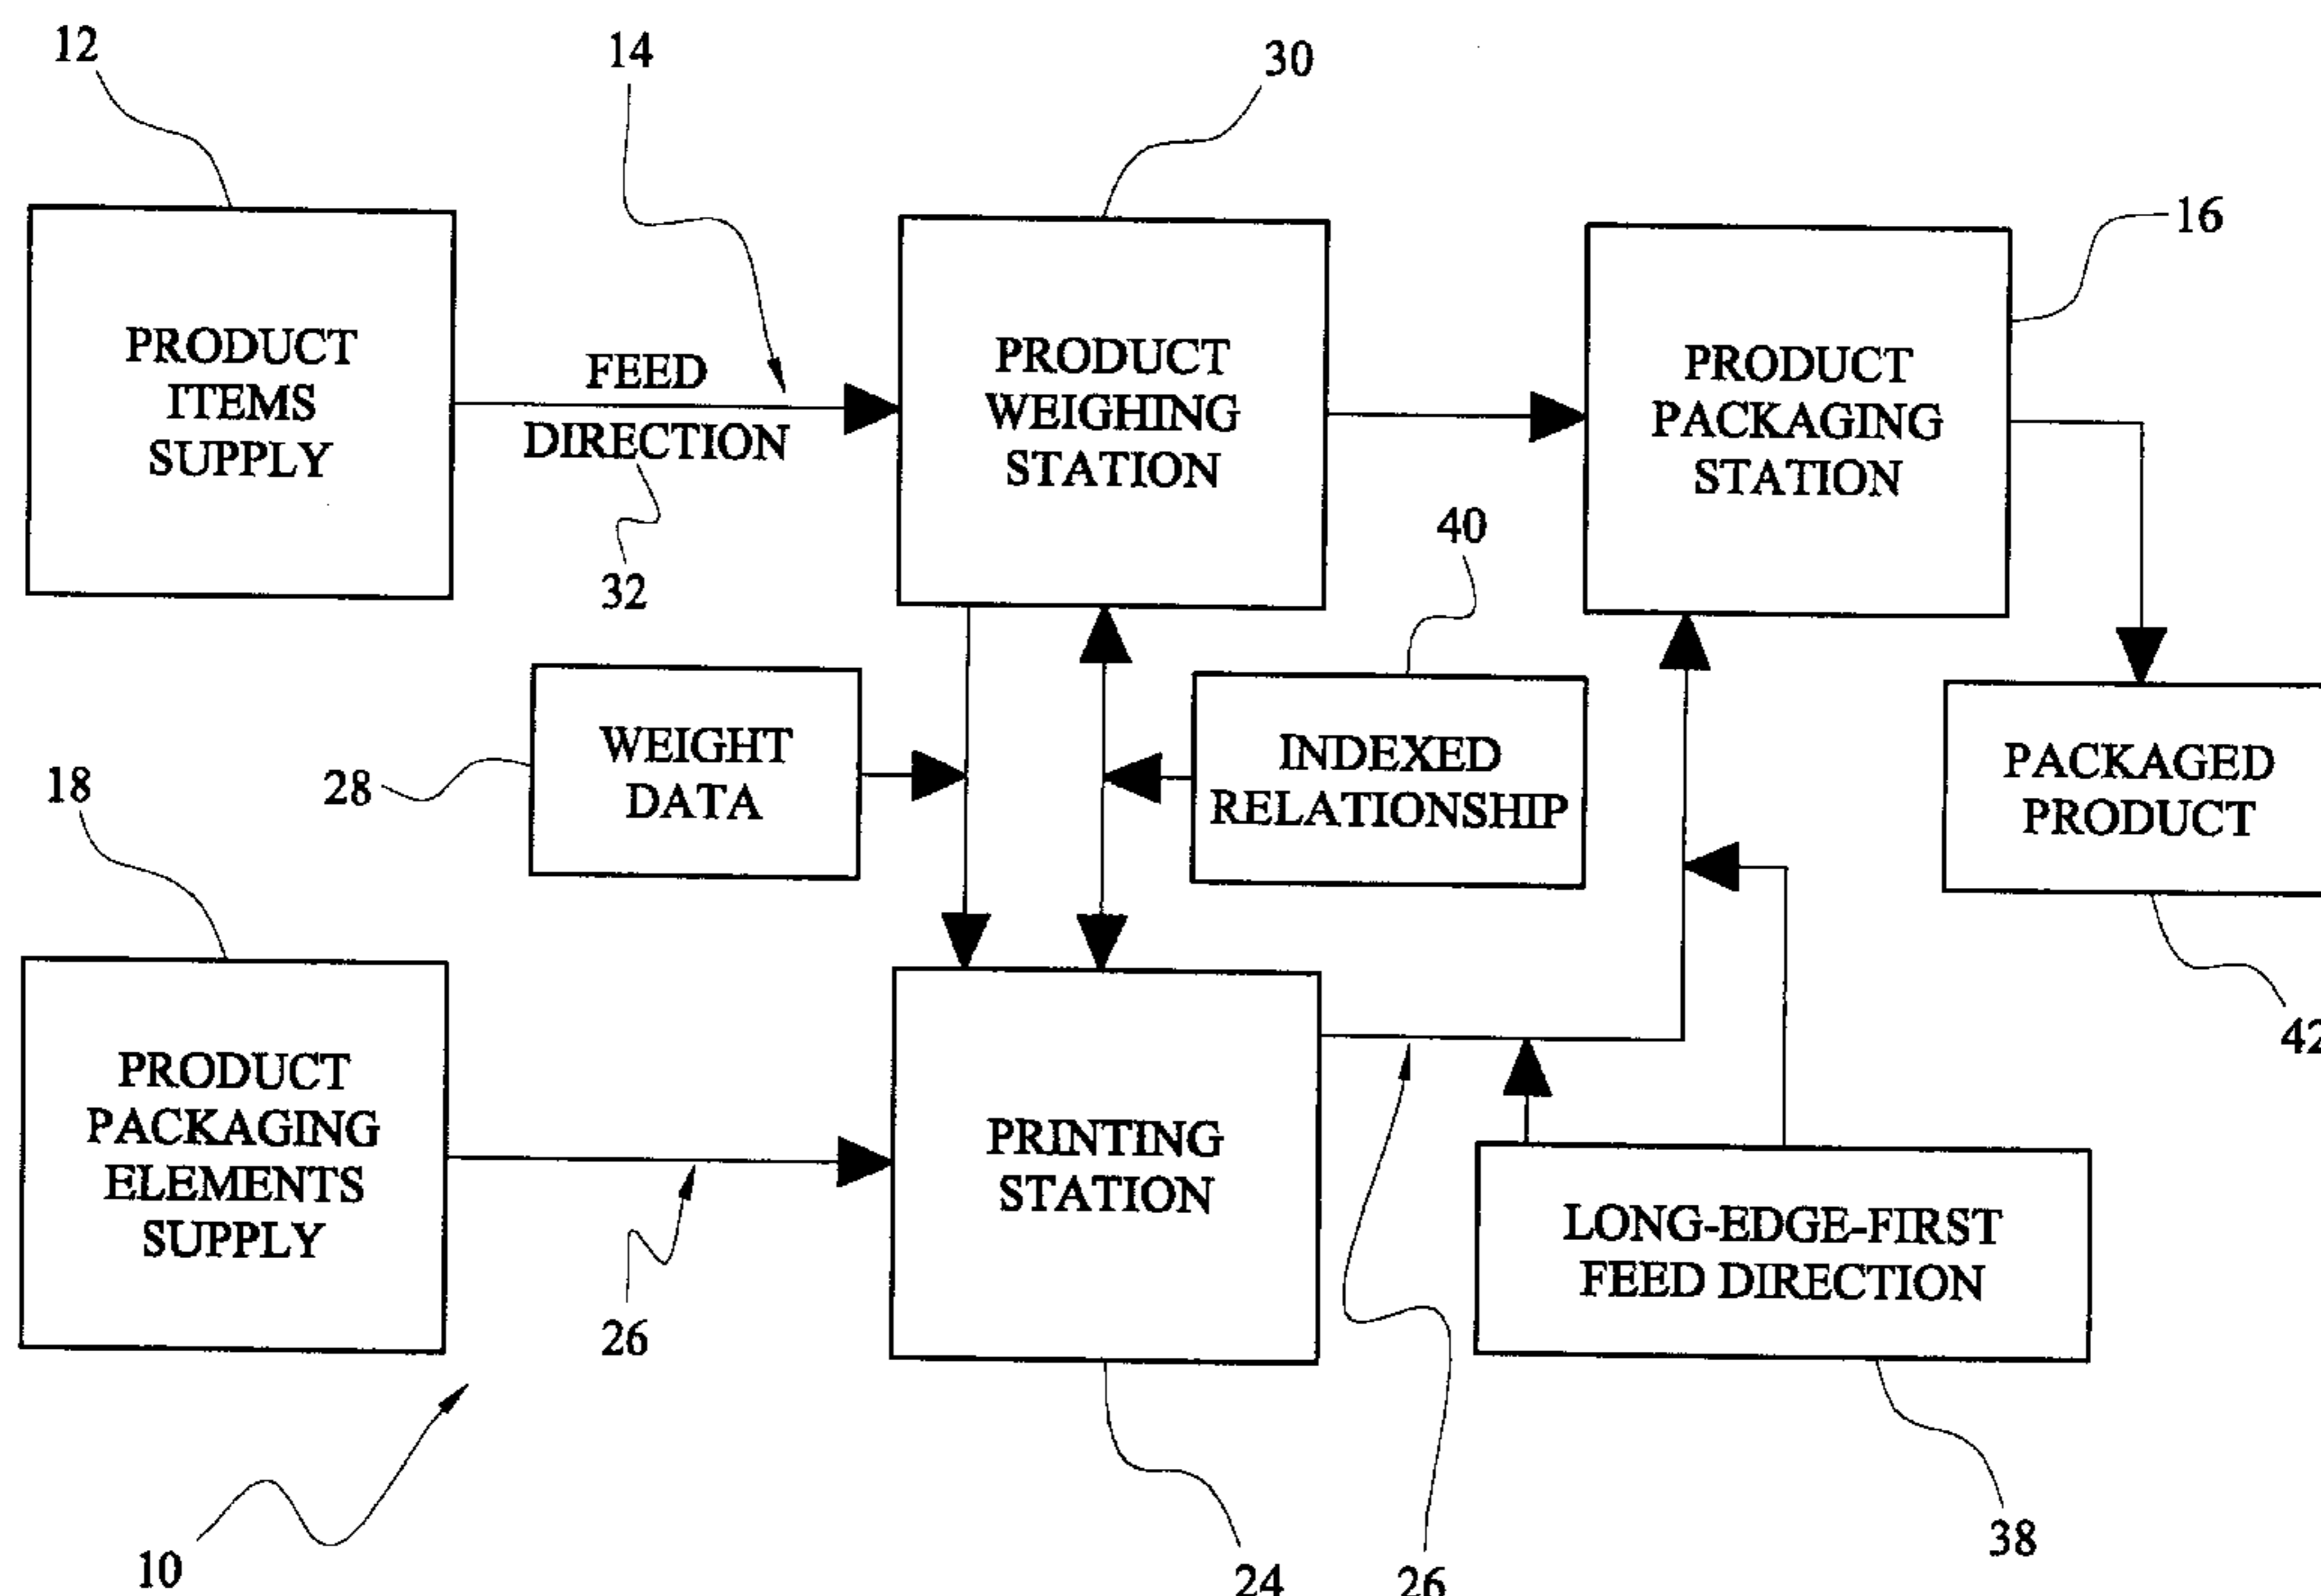 12
14
30
16
PRODUCT
ITEMS
SUPPLY
FEED
DIRECTION
32
PRODUCT
WEIGHING
STATION
PRODUCT
PACKAGING
STATION
40
28
WEIGHT
DATA
INDEXED
RELATIONSHIP
PACKAGED
PRODUCT
42
18
PRODUCT
PACKAGING
ELEMENTS
SUPPLY
26
PRINTING
STATION
LONG-EDGE-FIRST
FEED DIRECTION
10
24
26
38